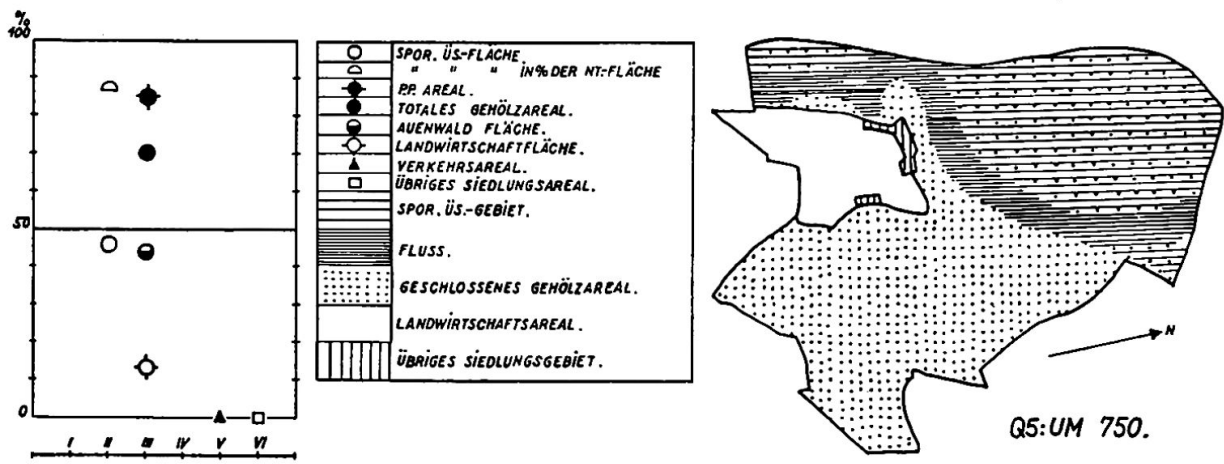 %
100
50
0
I II III IV V VI
SPOR. ÜS-FLÄCHE
" " " IN % DER NT.-FLÄCHE
P.P. AREAL.
TOTALES GEHÖLZAREAL.
AUENWALD FLÄCHE.
LANDWIRTSCHAFTFLÄCHE.
VERKEHRSAREAL.
ÜBRIGES SIEDLUNGSAREAL.
SPOR. ÜS.-GEBIET.
FLUSS.
GESCHLOSSENES GEHÖLZAREAL.
LANDWIRTSCHAFTSAREAL.
ÜBRIGES SIEDLUNGSGEBIET.
N
Q5:UM 750.